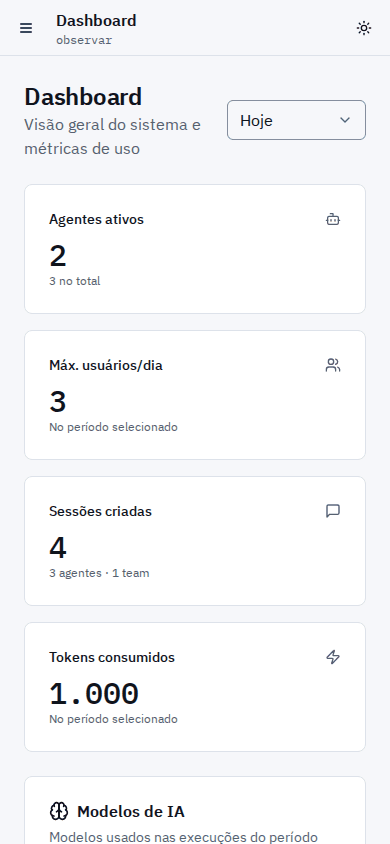 Dashboard
observar
Dashboard
Visão geral do sistema e
métricas de uso
Hoje
Agentes ativos
2
3 no total
Máx. usuários/dia
3
No período selecionado
Sessões criadas
4
3 agentes · 1 team
Tokens consumidos
1.000
No período selecionado
Modelos de IA
Modelos usados nas execuções do período